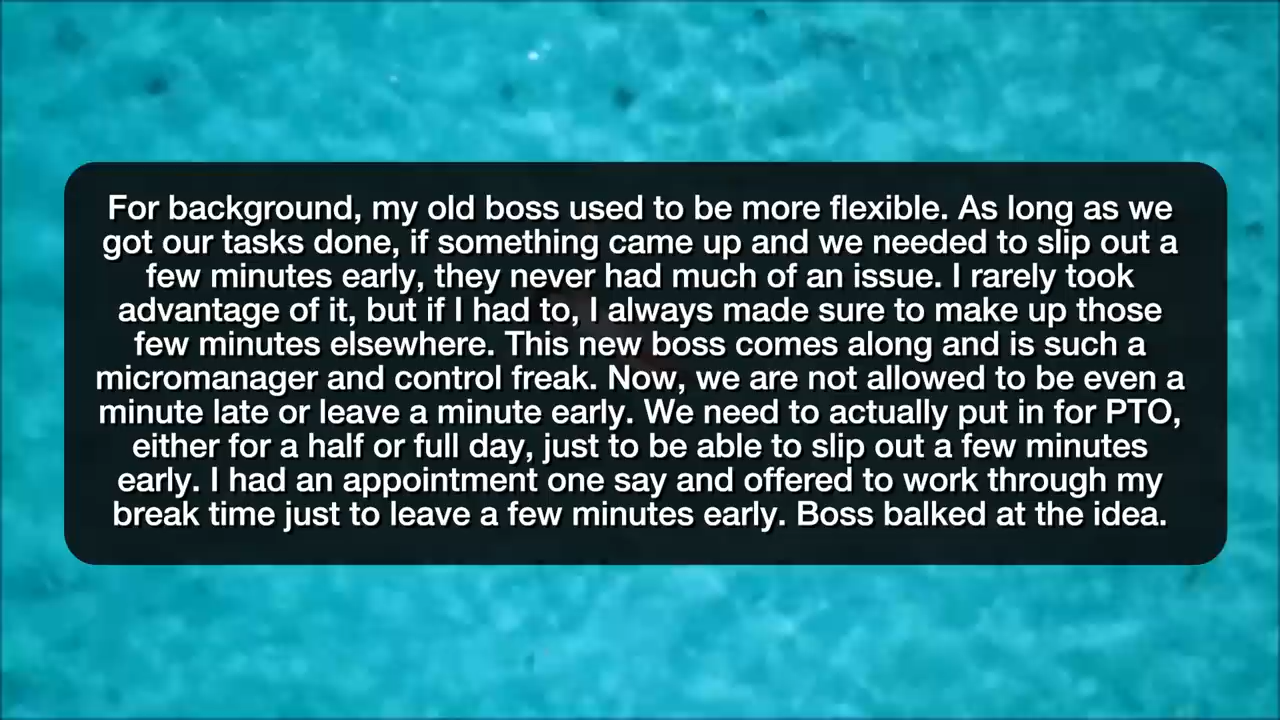 For background, my old boss used to be more flexible. As long as we
got our tasks done, if something came up and we needed to slip out a
few minutes early, they never had much of an issue. I rarely took
advantage of it, but if I had to, I always made sure to make up those
few minutes elsewhere. This new boss comes along and is such a
micromanager and control freak. Now, we are not allowed to be even a
minute late or leave a minute early. We need to actually put in for PTO,
either for a half or full day, just to be able to slip out a few minutes
early. I had an appointment one say and offered to work through my
break time just to leave a few minutes early. Boss balked at the idea.